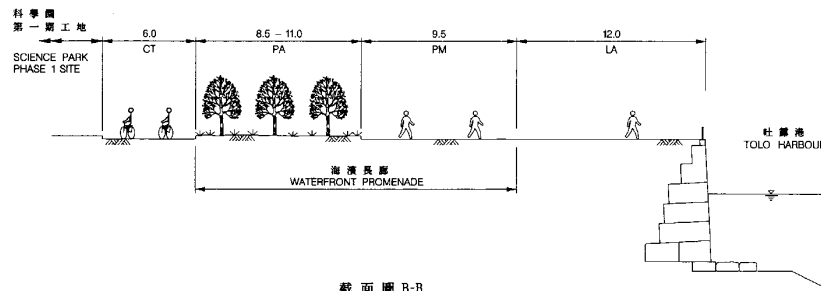 科學園
第一期工地
SCIENCE PARK
PHASE 1 SITE
6.0
CT
8.5 - 11.0
PA
9.5
PM
12.0
LA
吐露港
TOLO HARBOUR
海濱長廊
WATERFRONT PROMENADE
截面圖 B-B